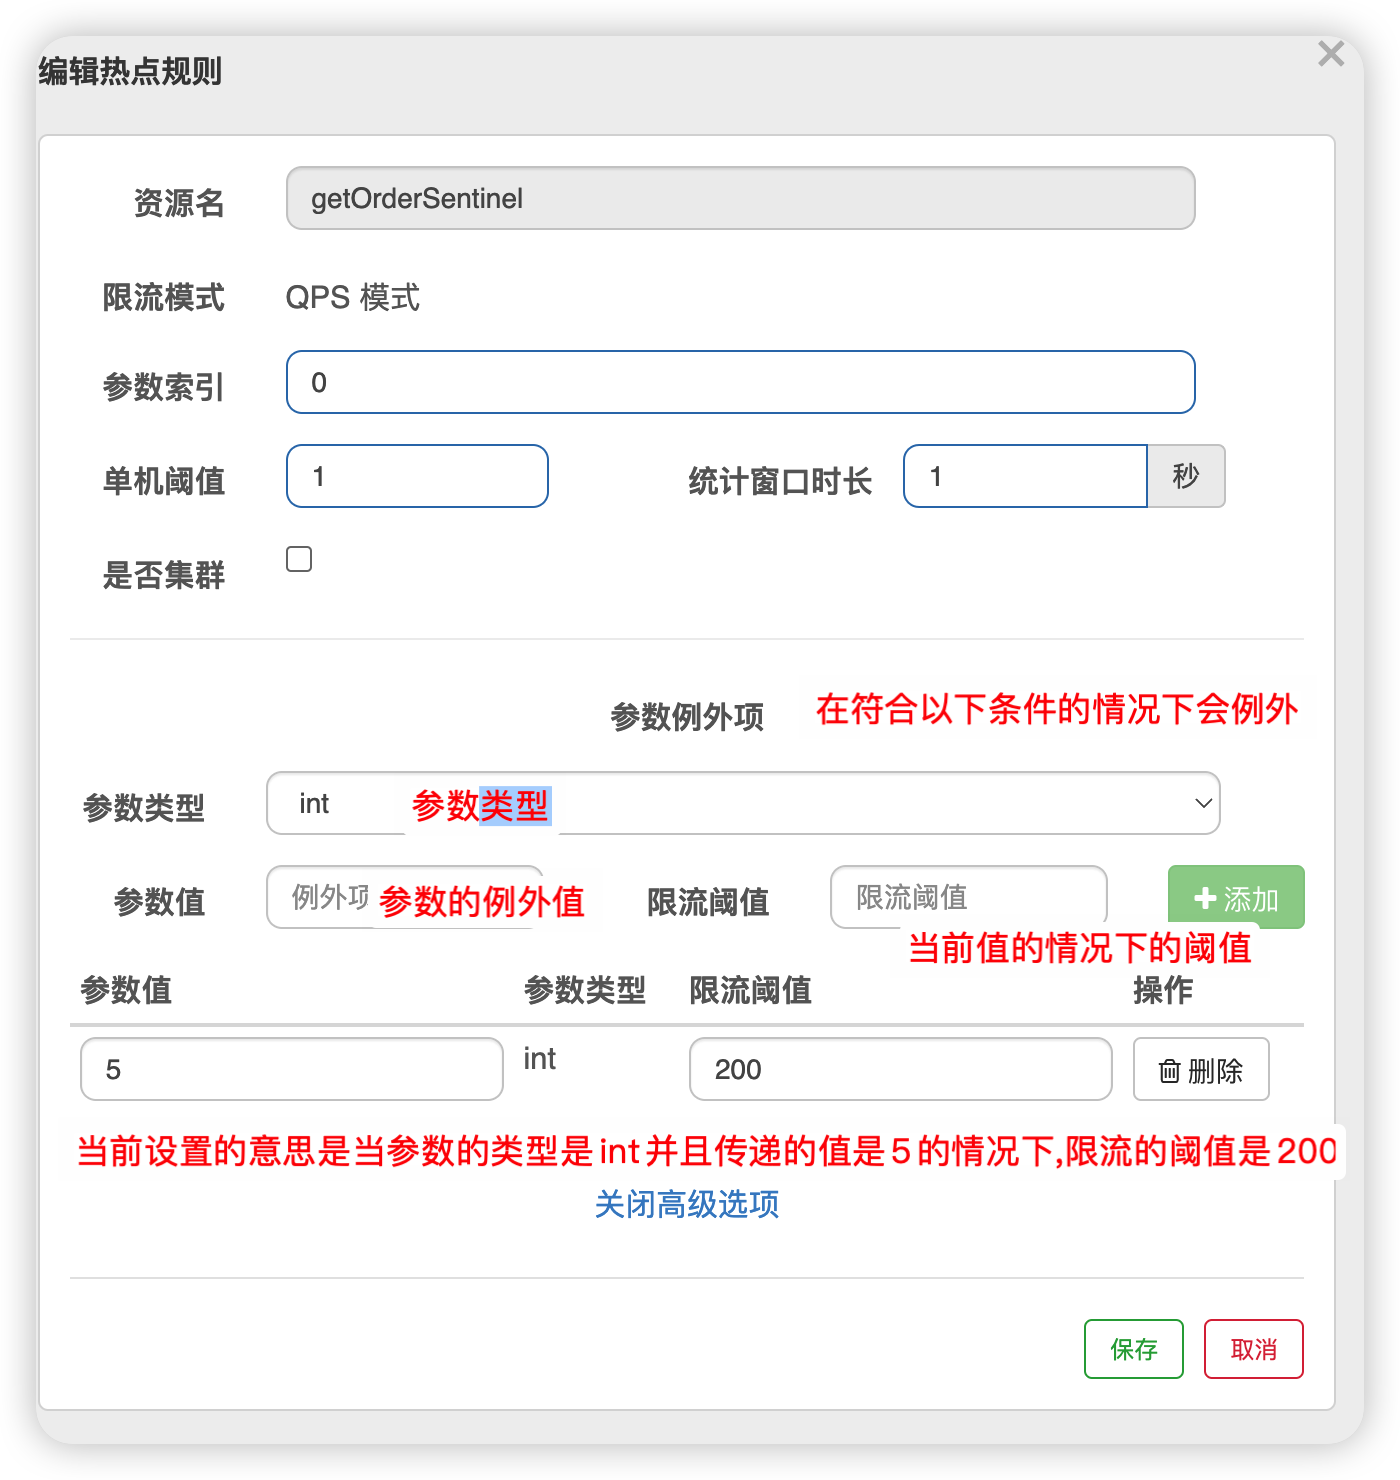 编辑热点规则
资源名 getOrderSentinel
限流模式 QPS 模式
参数索引 0
单机阈值 1 统计窗口时长 1 秒
是否集群
参数例外项 在符合以下条件的情况下会例外
参数类型 int 参数类型
参数值 例外项 参数的例外值 限流阈值 限流阈值 添加
当前值的情况下的阈值
参数值 参数类型 限流阈值 操作
5 int 200 删除
当前设置的意思是当参数的类型是int并且传递的值是5的情况下,限流的阈值是200
关闭高级选项
保存 取消